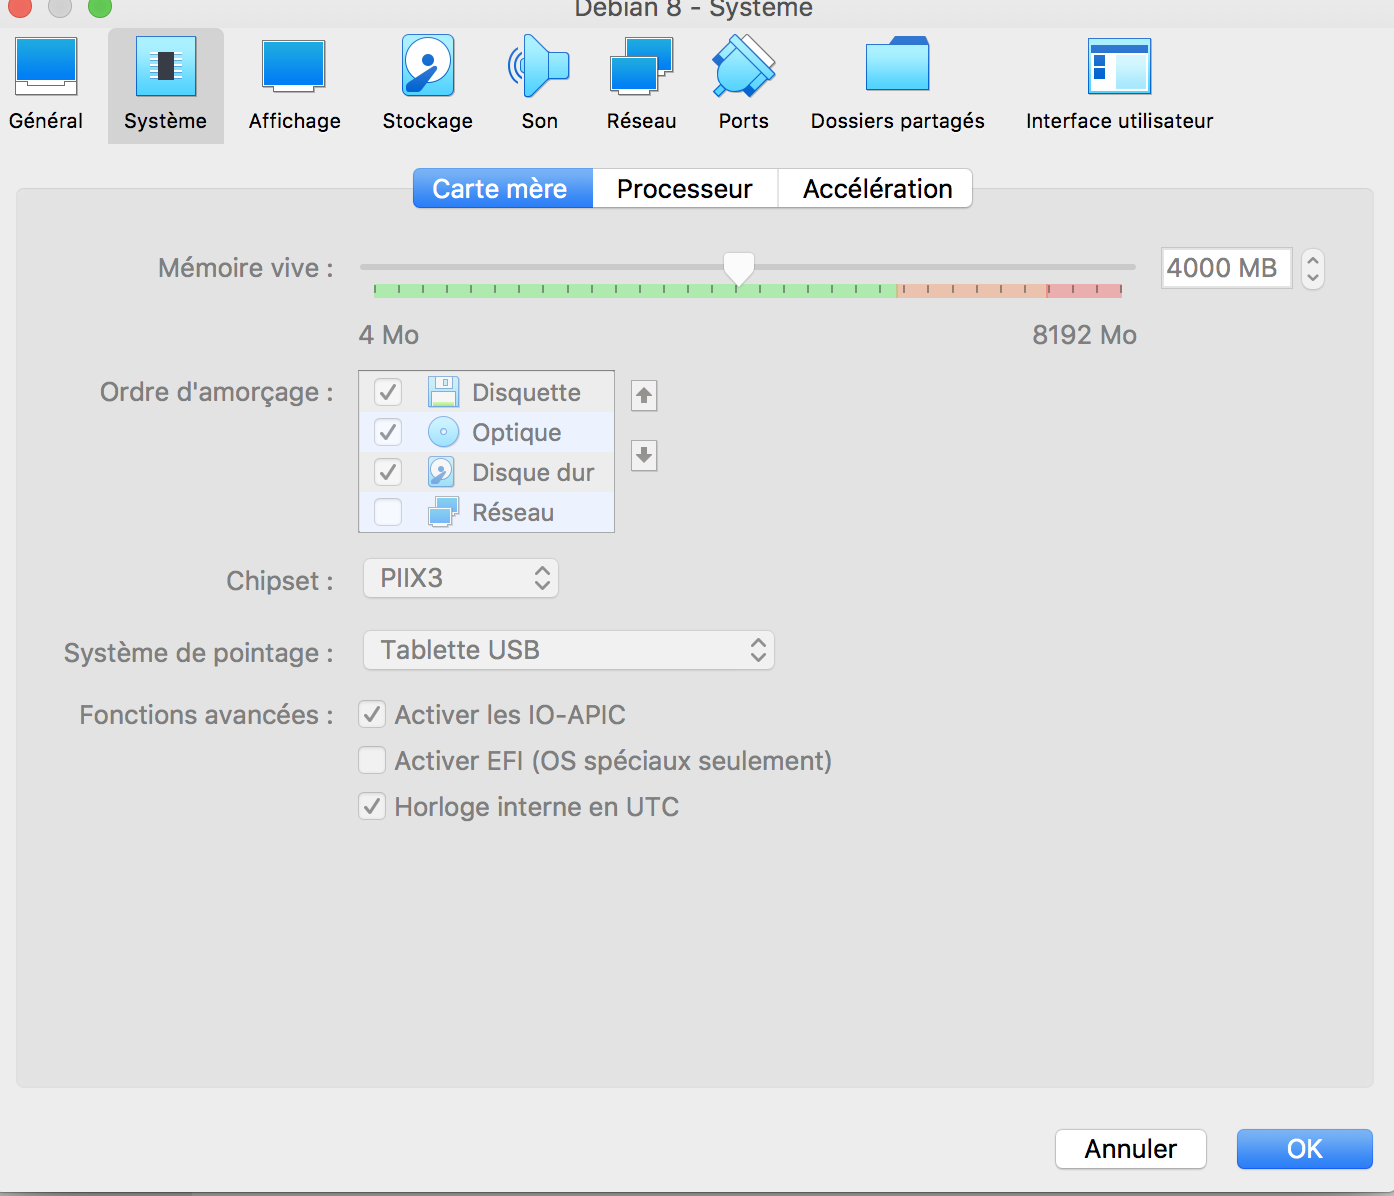 Debian 8 - Système
Général Système Affichage Stockage Son Réseau Ports Dossiers partagés Interface utilisateur
Carte mère Processeur Accélération
Mémoire vive : 4000 MB
4 Mo 8192 Mo
Ordre d'amorçage : Disquette
Optique
Disque dur
Réseau
Chipset : PIIX3
Système de pointage : Tablette USB
Fonctions avancées : Activer les IO-APIC
Activer EFI (OS spéciaux seulement)
Horloge interne en UTC
Annuler OK